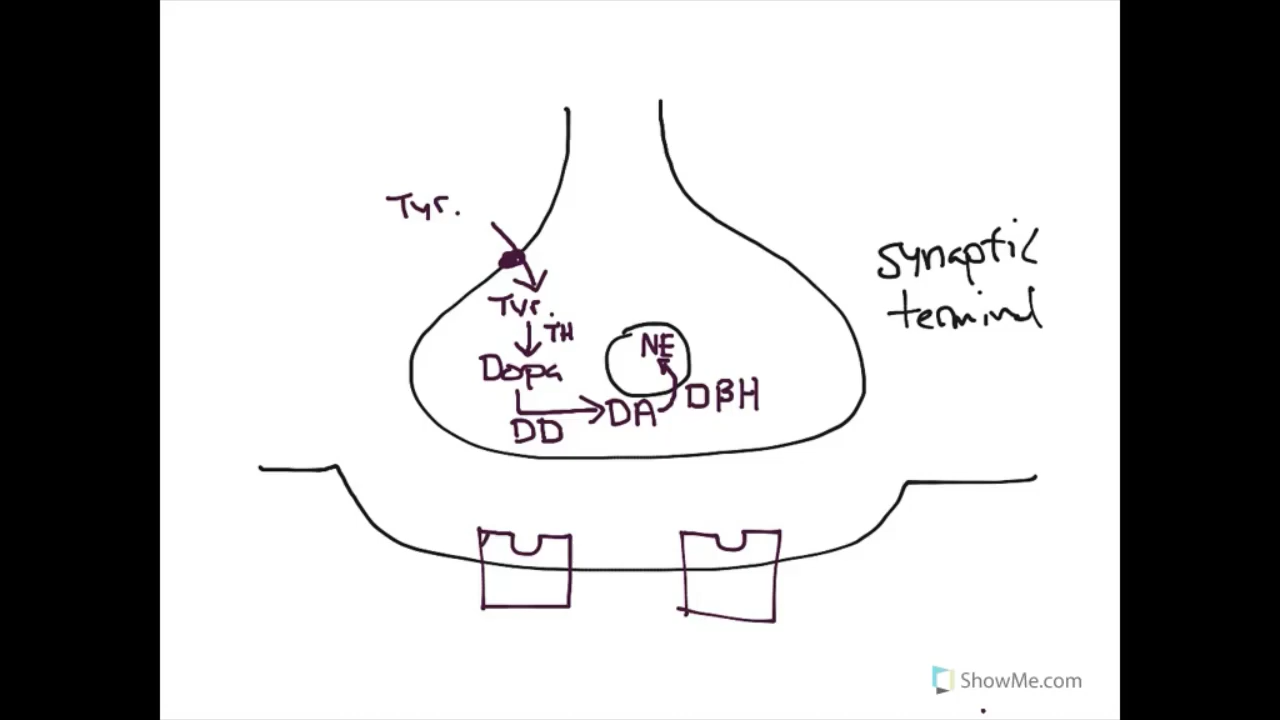 Tyr.
synaptic
terminal
Tyr.
TH
NE
Dopa
DβH
DA
DD
ShowMe.com